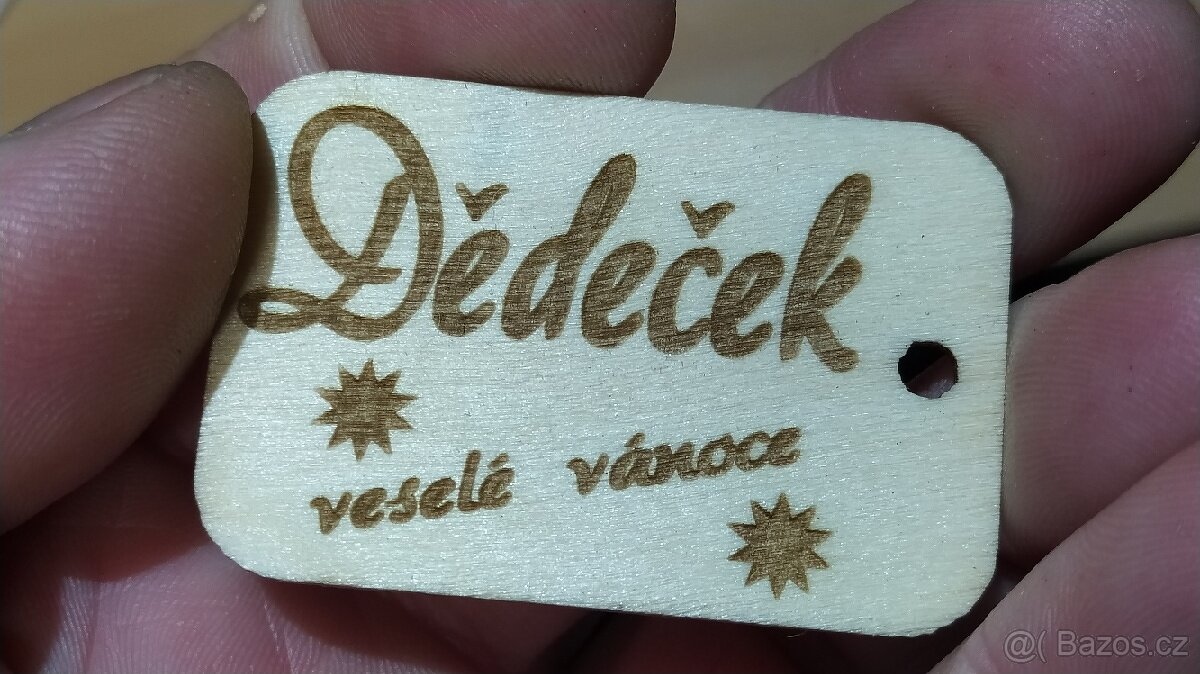 Dědeček
veselé vánoce
@( Bazos.cz